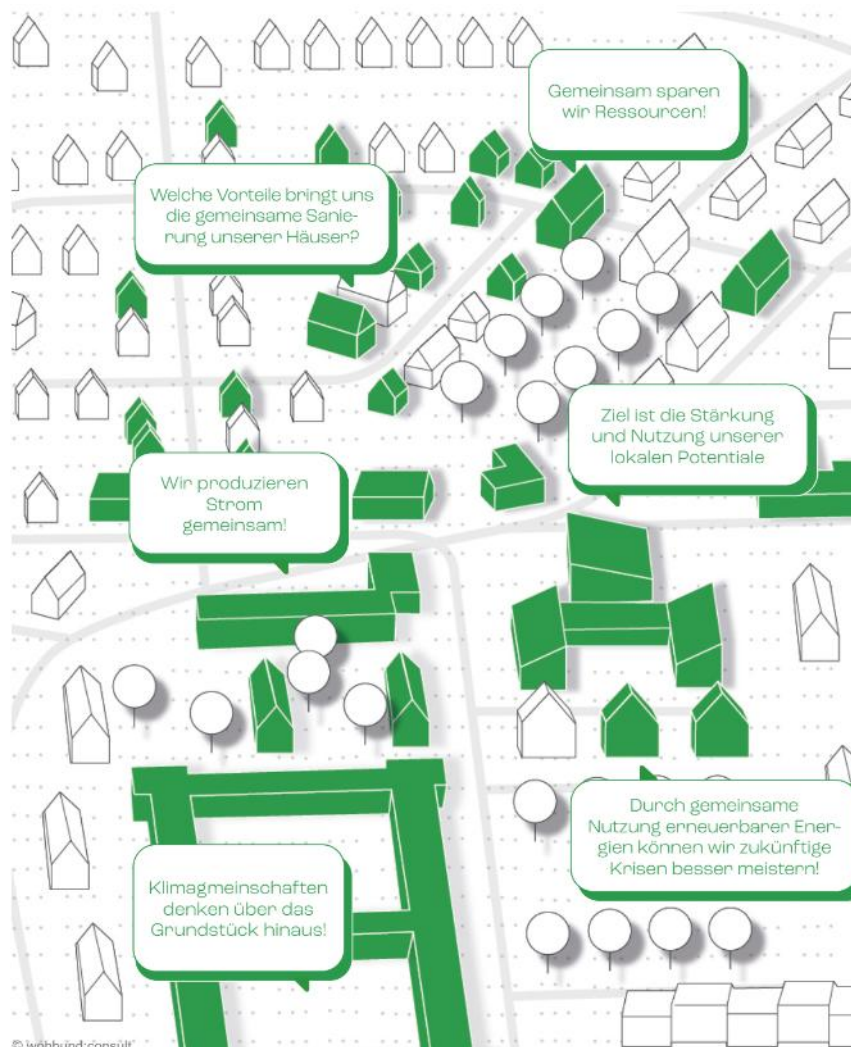 Gemeinsam sparen
wir Ressourcen!
Welche Vorteile bringt uns
die gemeinsame Sanie-
rung unserer Häuser?
Ziel ist die Stärkung
und Nutzung unserer
lokalen Potentiale
Wir produzieren
Strom
gemeinsam!
Durch gemeinsame
Nutzung erneuerbarer Ener-
gien können wir zukünftige
Krisen besser meistern!
Klimagmeinschaften
denken über das
Grundstück hinaus!
© wohbund:consult